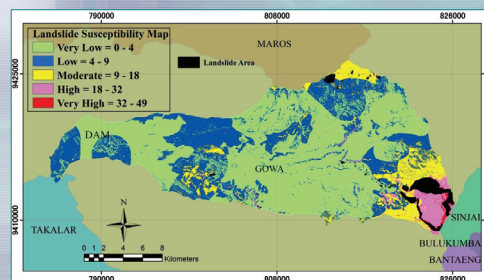 790000 808000 826000
Landslide Susceptibility Map
Very Low = 0 - 4
Low = 4 - 9
Moderate = 9 - 18
High = 18 - 32
Very High = 32 - 49
Landslide Area
MAROS
9425000 9425000
DAM
GOWA
9410000 9410000
TAKALAR
N
SINJAI
BULUKUMBA
BANTAENG
0 1 2 4 6 8
Kilometers
790000 808000 826000